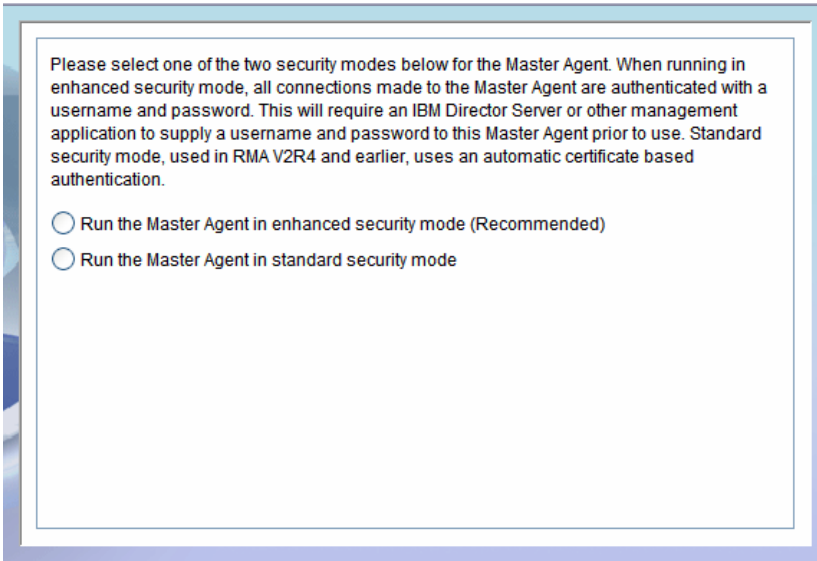 Please select one of the two security modes below for the Master Agent. When running in
enhanced security mode, all connections made to the Master Agent are authenticated with a
username and password. This will require an IBM Director Server or other management
application to supply a username and password to this Master Agent prior to use. Standard
security mode, used in RMA V2R4 and earlier, uses an automatic certificate based
authentication.
Run the Master Agent in enhanced security mode (Recommended)
Run the Master Agent in standard security mode